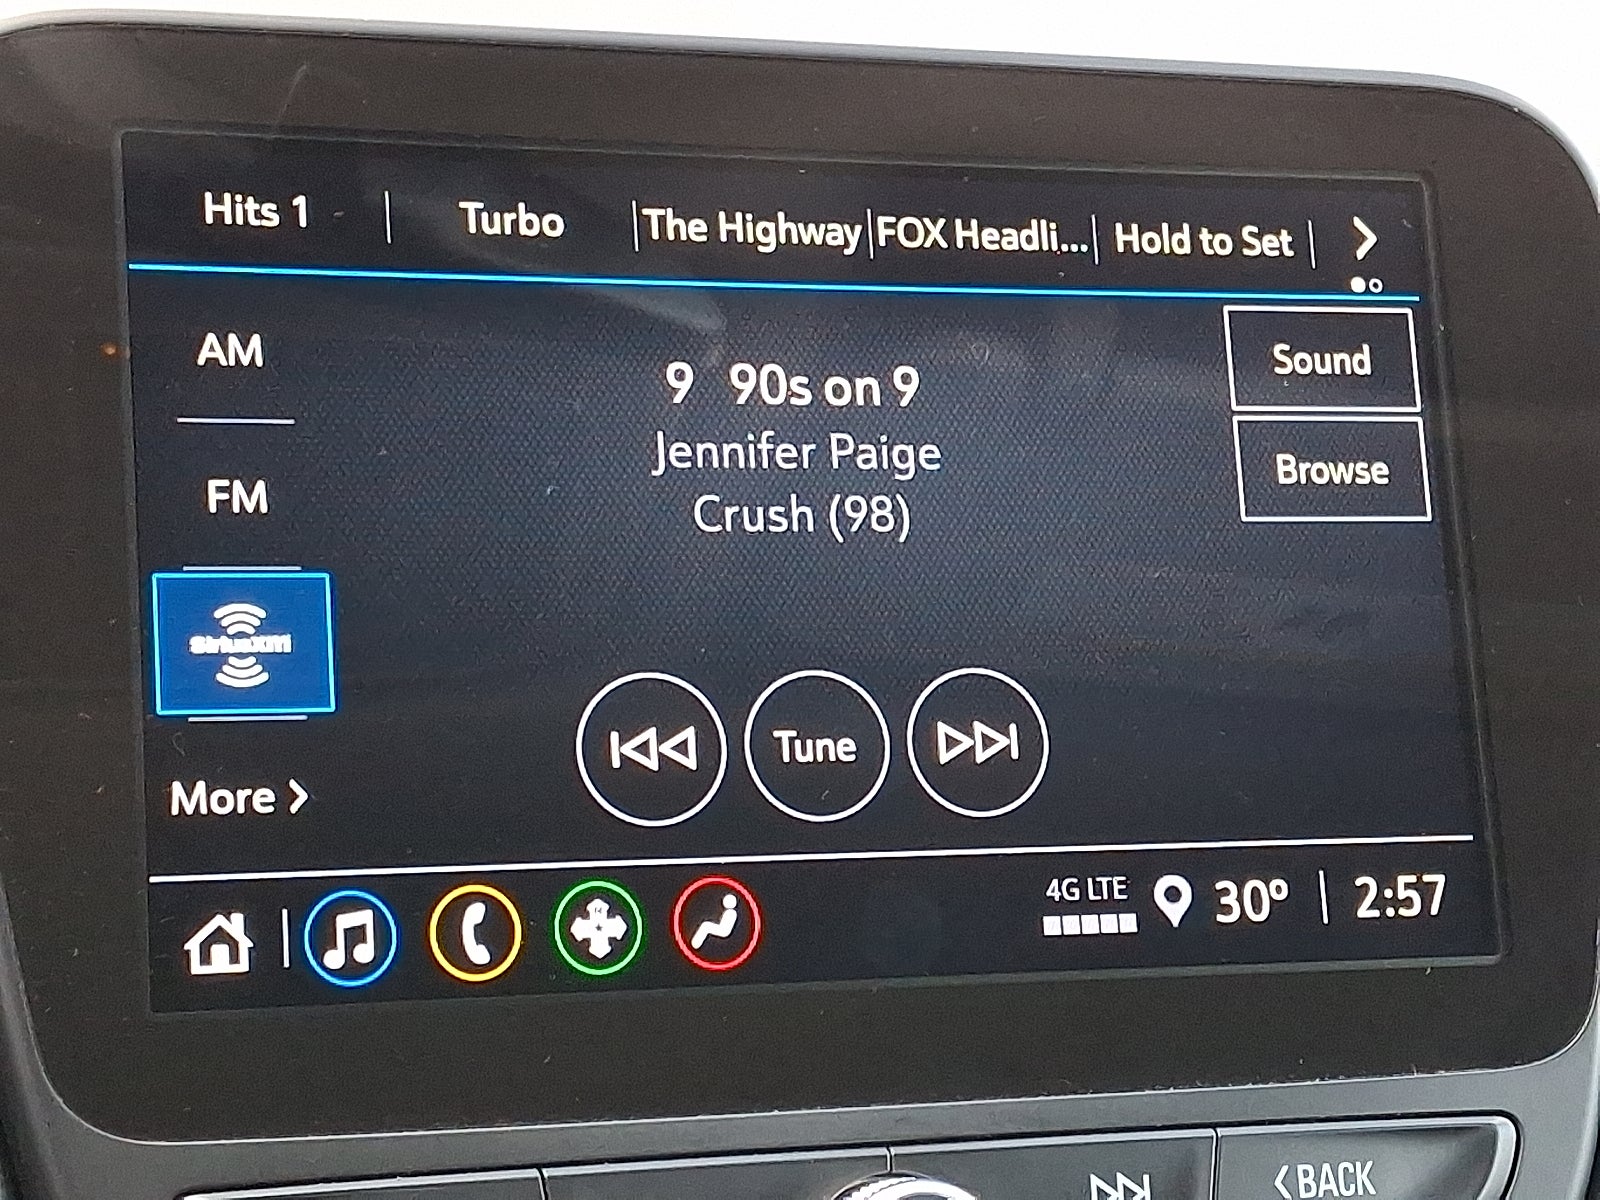 Hits 1 | Turbo | The Highway | FOX Headli... | Hold to Set |
AM
FM
SiriusXM
More
9 90s on 9
Jennifer Paige
Crush (98)
Sound
Browse
Tune
4G LTE
30° | 2:57
BACK